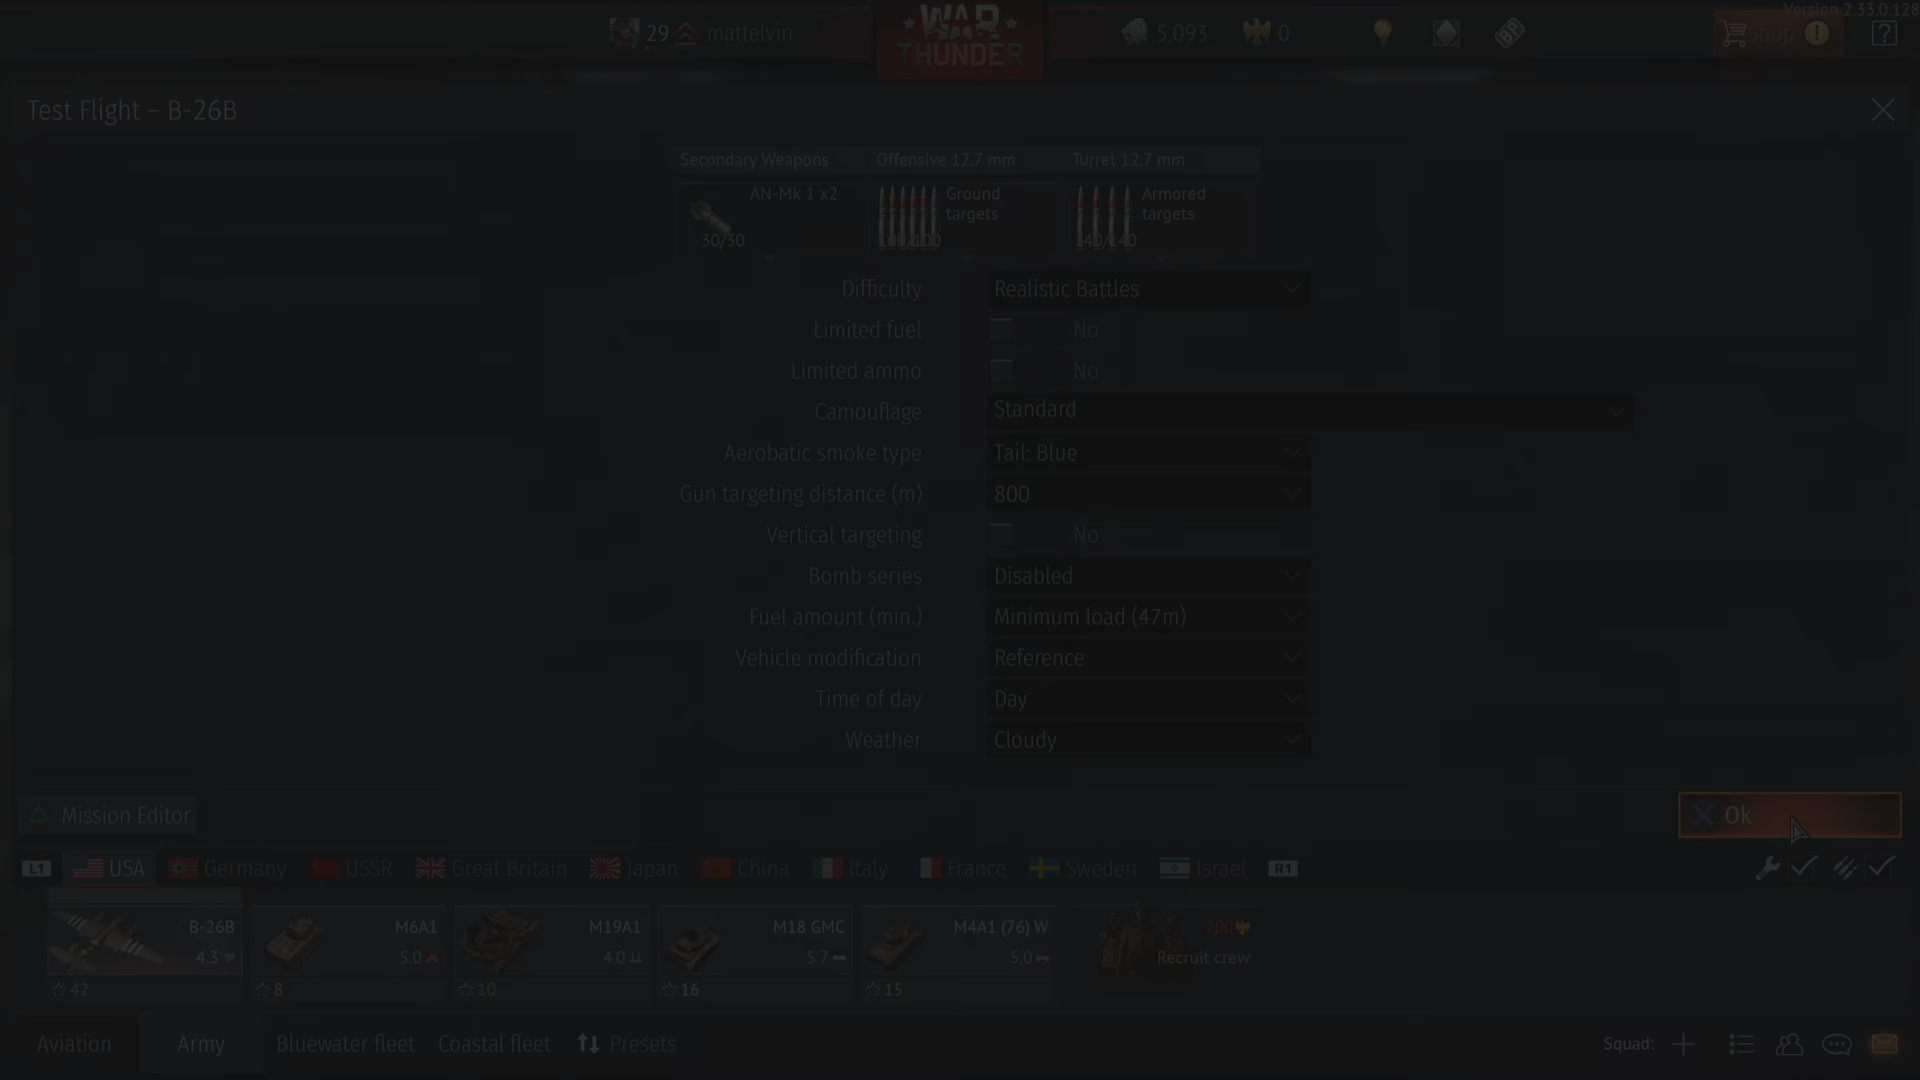 Version 2.33.0.128
29 mattelvin
WAR
THUNDER
5,093
0
Shop
!
?
Test Flight – B-26B
Secondary Weapons Offensive 12.7 mm Turret 12.7 mm
AN-Mk 1 x2
30/30
Ground
targets
100/100
Armored
targets
140/140
Difficulty Realistic Battles
Limited fuel No
Limited ammo No
Camouflage Standard
Aerobatic smoke type Tail: Blue
Gun targeting distance (m) 800
Vertical targeting No
Bomb series Disabled
Fuel amount (min.) Minimum load (47m)
Vehicle modification Reference
Time of day Day
Weather Cloudy
Mission Editor
Ok
L1 USA Germany USSR Great Britain Japan China Italy France Sweden Israel R1
B-26B
4.3
42
M6A1
5.0
8
M19A1
4.0
10
M18 GMC
5.7
16
M4A1 (76) W
5.0
15
200
Recruit crew
Aviation Army Bluewater fleet Coastal fleet Presets
Squad: